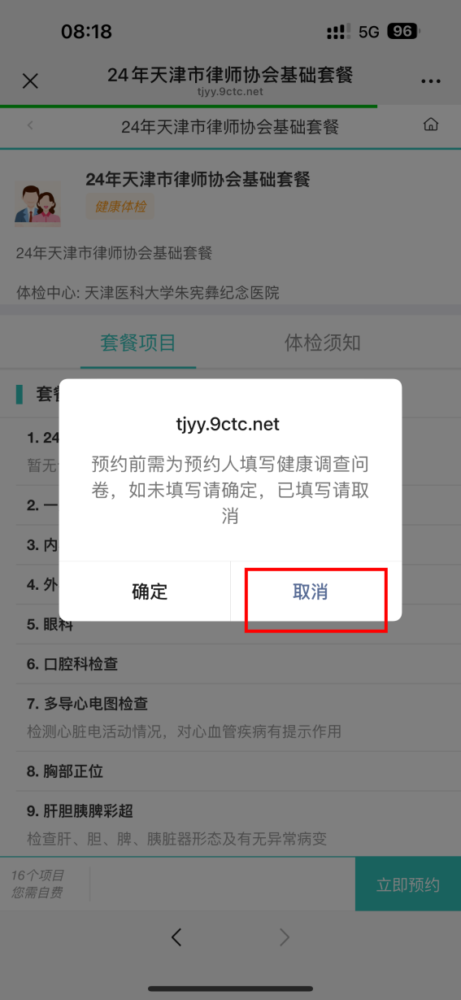 08:18
5G 96
24年天津市律师协会基础套餐
tjyy.9ctc.net
24年天津市律师协会基础套餐
24年天津市律师协会基础套餐
健康体检
24年天津市律师协会基础套餐
体检中心: 天津医科大学朱宪彝纪念医院
套餐项目
体检须知
套餐
tjyy.9ctc.net
预约前需为预约人填写健康调查问
卷，如未填写请确定，已填写请取
消
确定
取消
1. 24
暂无
2. 一
3. 内
4. 外
5. 眼科
6. 口腔科检查
7. 多导心电图检查
检测心脏电活动情况，对心血管疾病有提示作用
8. 胸部正位
9. 肝胆胰脾彩超
检查肝、胆、脾、胰脏器形态及有无异常病变
16个项目
您需自费
立即预约